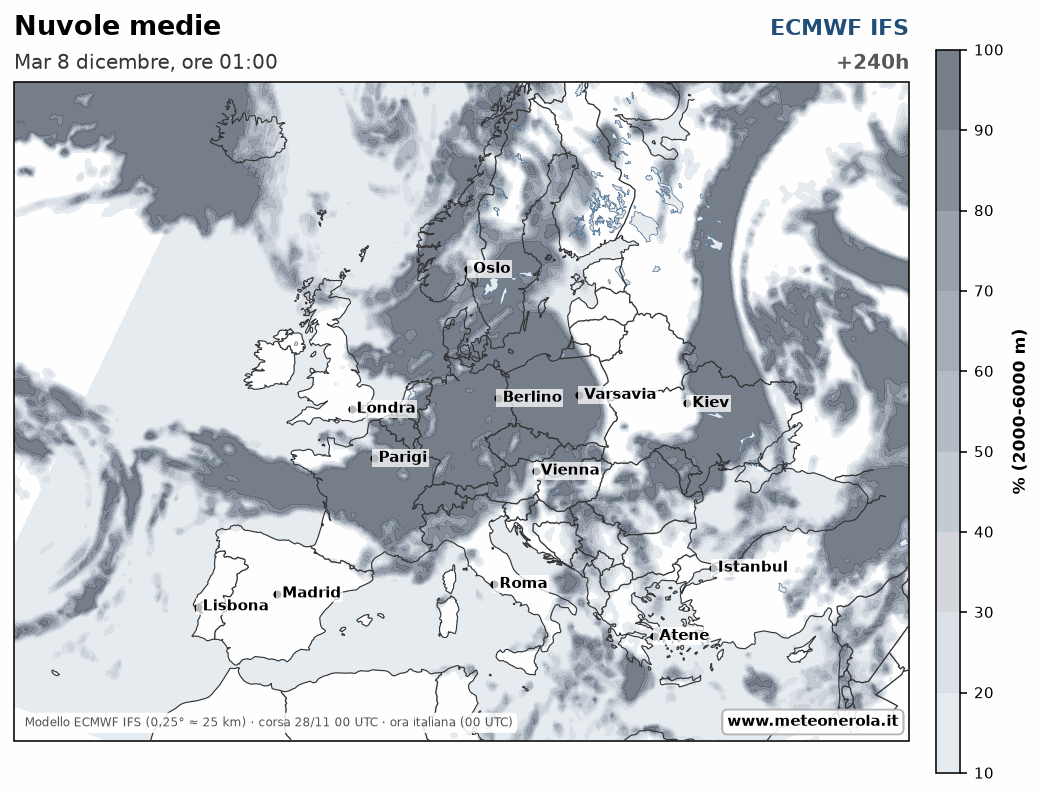 Nuvole medie
ECMWF IFS
Mar 8 dicembre, ore 01:00
+240h
100
90
80
70
60
50
40
30
20
10
% (2000-6000 m)
Oslo
Londra
Berlino
Varsavia
Kiev
Parigi
Vienna
Istanbul
Roma
Madrid
Lisbona
Atene
Modello ECMWF IFS (0,25° ≈ 25 km) · corsa 28/11 00 UTC · ora italiana (00 UTC)
www.meteonerola.it